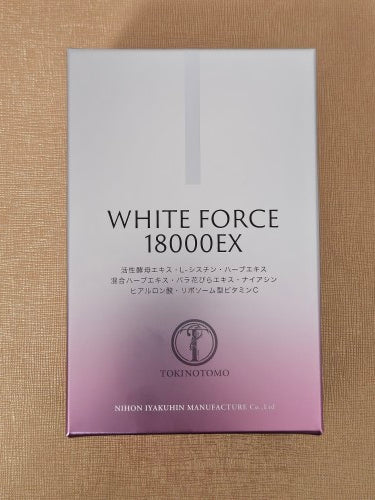 WHITE FORCE
18000EX
活性酵母エキス・L-シスチン・ハーブエキス
混合ハーブエキス・バラ花びらエキス・ナイアシン
ヒアルロン酸・リポソーム型ビタミンC
TOKINOTOMO
NIHON IYAKUHIN MANUFACTURE Co.,Ltd